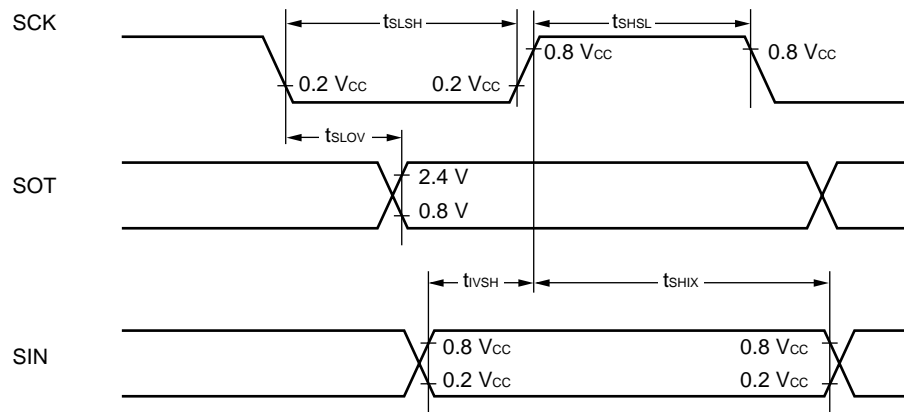 SCK
tSLSH
tSHSL
0.8 VCC
0.8 VCC
0.2 VCC
0.2 VCC
tSLOV
SOT
2.4 V
0.8 V
tIVSH
tSHIX
SIN
0.8 VCC
0.8 VCC
0.2 VCC
0.2 VCC